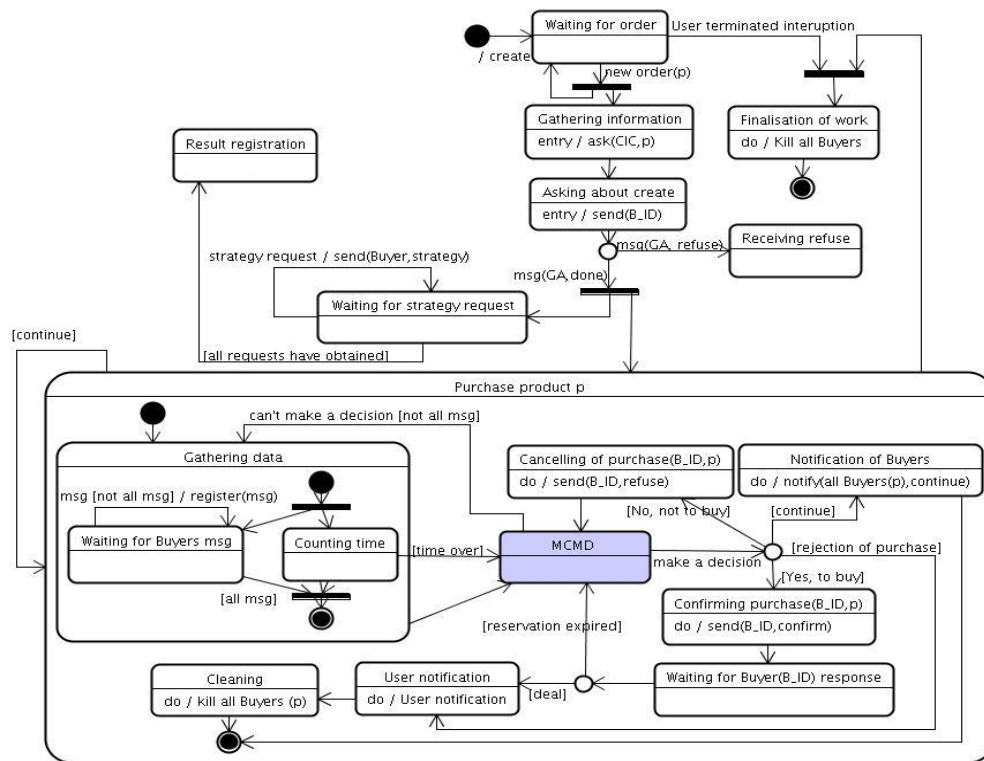 Waiting for order
User terminated interuption
/ create
new order(p)
Gathering information
entry / ask(CIC,p)
Finalisation of work
do / Kill all Buyers
Result registration
Asking about create
entry / send(B_ID)
msg(GA, refuse)
Receiving refuse
strategy request / send(Buyer,strategy)
msg(GA,done)
Waiting for strategy request
[continue]
[all requests have obtained]
Purchase product p
can't make a decision [not all msg]
Gathering data
Cancelling of purchase(B_ID,p)
do / send(B_ID,refuse)
Notification of Buyers
do / notify(all Buyers(p),continue)
msg [not all msg] / register(msg)
[No, not to buy]
[continue]
Waiting for Buyers msg
Counting time
[time over]
MCMD
make a decision
[rejection of purchase]
[Yes, to buy]
[all msg]
Confirming purchase(B_ID,p)
do / send(B_ID,confirm)
[reservation expired]
Cleaning
do / kill all Buyers (p)
User notification
do / User notification
[deal]
Waiting for Buyer(B_ID) response